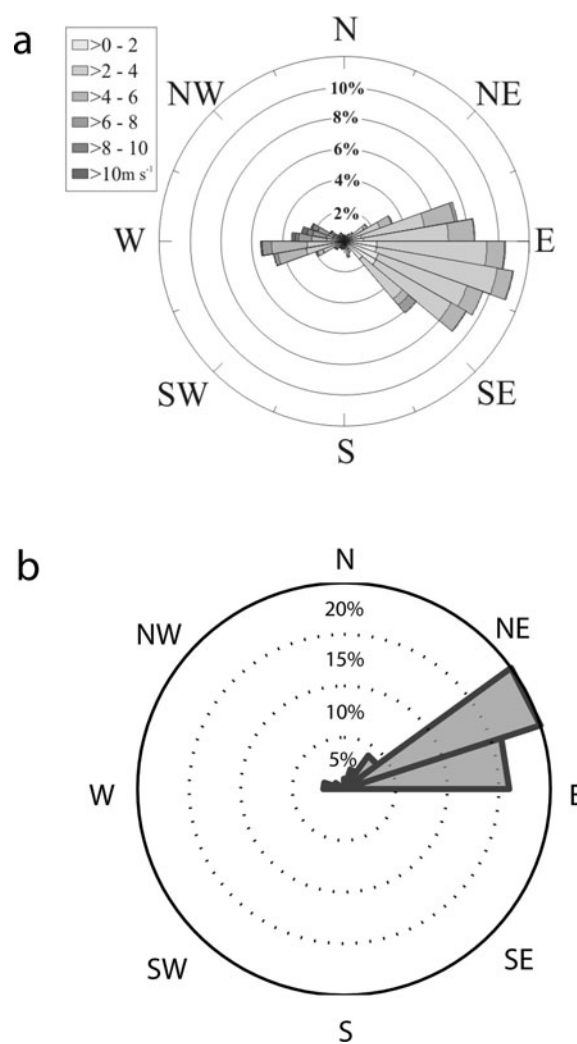 a
>0 - 2
>2 - 4
>4 - 6
>6 - 8
>8 - 10
>10m s⁻¹
N
NW
NE
10%
8%
6%
4%
2%
W
E
SW
SE
S
b
N
NW
NE
20%
15%
10%
5%
W
E
SW
SE
S